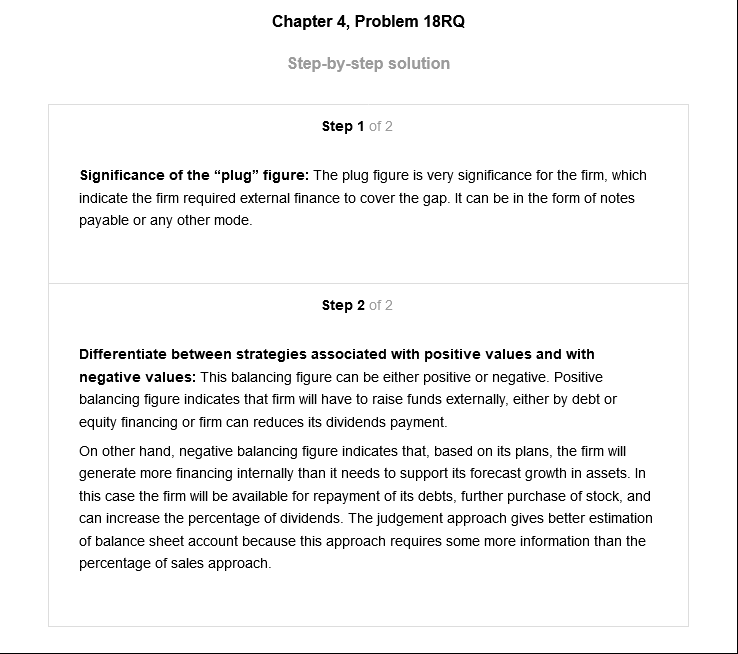 Chapter 4, Problem 18RQ
Step-by-step solution
Step 1 of 2
Significance of the “plug” figure: The plug figure is very significance for the firm, which
indicate the firm required external finance to cover the gap. It can be in the form of notes
payable or any other mode.
Step 2 of 2
Differentiate between strategies associated with positive values and with
negative values: This balancing figure can be either positive or negative. Positive
balancing figure indicates that firm will have to raise funds externally, either by debt or
equity financing or firm can reduces its dividends payment.
On other hand, negative balancing figure indicates that, based on its plans, the firm will
generate more financing internally than it needs to support its forecast growth in assets. In
this case the firm will be available for repayment of its debts, further purchase of stock, and
can increase the percentage of dividends. The judgement approach gives better estimation
of balance sheet account because this approach requires some more information than the
percentage of sales approach.